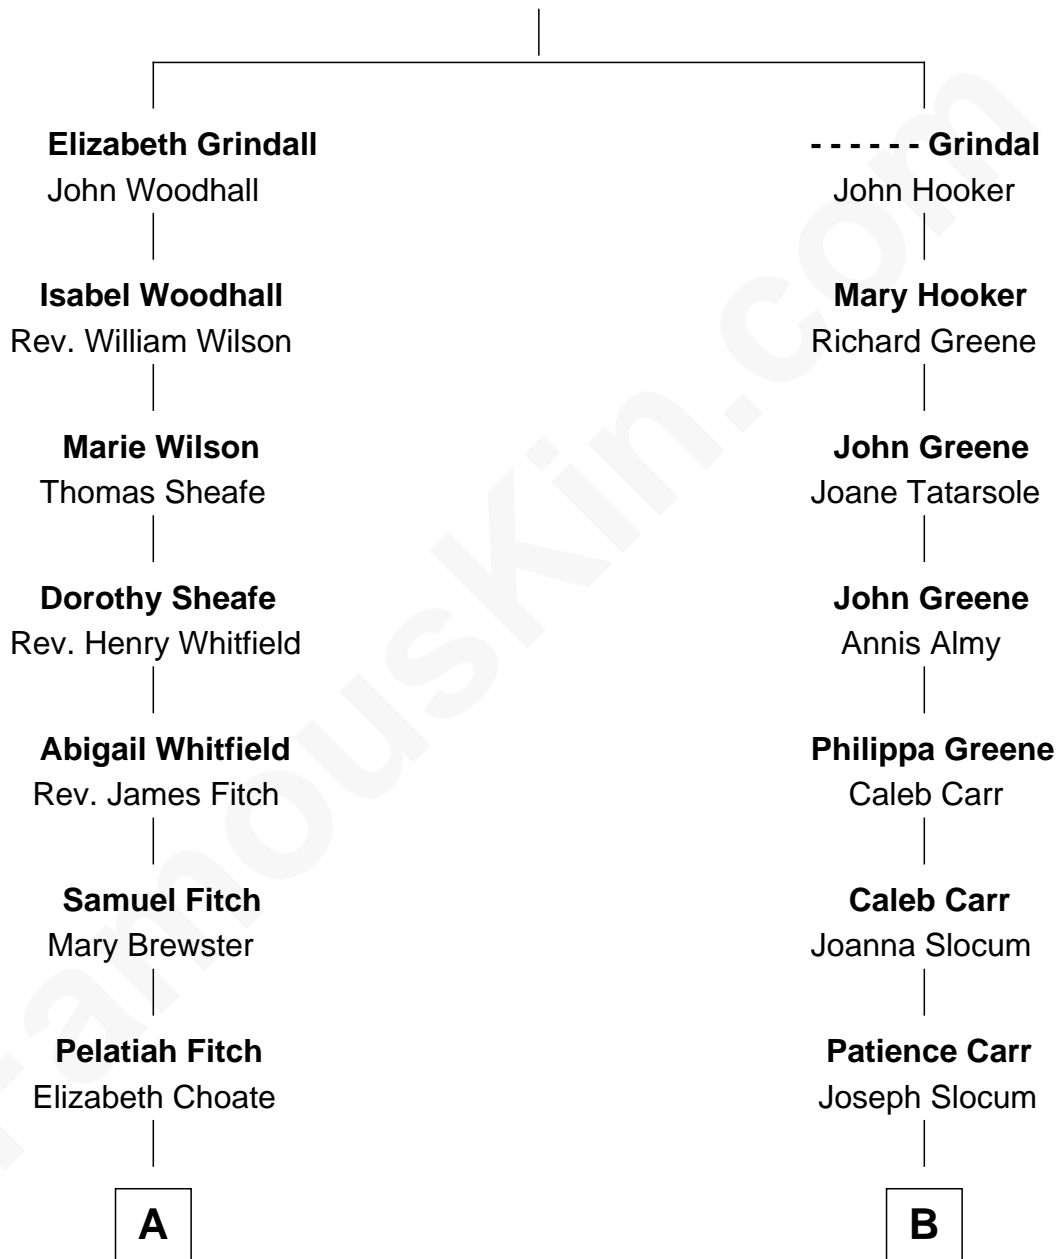 Elizabeth Grindall
John Woodhall
Isabel Woodhall
Rev. William Wilson
Marie Wilson
Thomas Sheafe
Dorothy Sheafe
Rev. Henry Whitfield
Abigail Whitfield
Rev. James Fitch
Samuel Fitch
Mary Brewster
Pelatiah Fitch
Elizabeth Choate
A
- - - - - - Grindal
John Hooker
Mary Hooker
Richard Greene
John Greene
Joane Tatarsole
John Greene
Annis Almy
Philippa Greene
Caleb Carr
Caleb Carr
Joanna Slocum
Patience Carr
Joseph Slocum
B
FamousKin.com